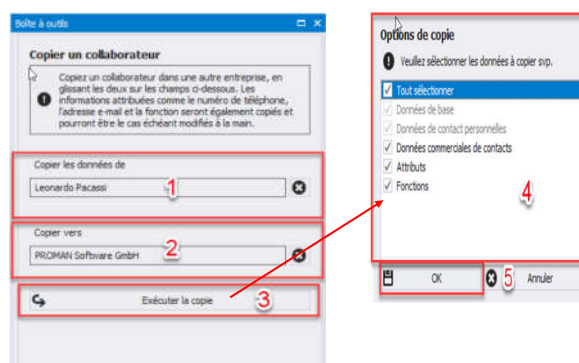 Boîte à outils
Copier un collaborateur
Copiez un collaborateur dans une autre entreprise, en
glissant les deux sur les champs ci-dessous. Les
informations attribuées comme le numéro de téléphone,
l'adresse e-mail et la fonction seront également copiés et
pourront être le cas échéant modifiés à la main.
Copier les données de
Leonardo Pacassi
1
Copier vers
PROMAN Software GmbH
2
Exécuter la copie
3
Options de copie
Veuillez sélectionner les données à copier svp.
Tout sélectionner
Données de base
Données de contact personnelles
Données commerciales de contacts
Attributs
Fonctions
4
OK
5
Annuler